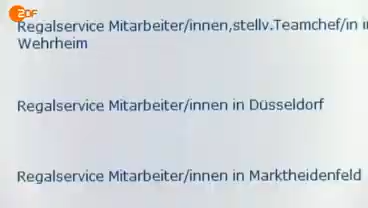 ZDF
Regalservice Mitarbeiter/innen,stellv.Teamchef/in
Wehrheim
Regalservice Mitarbeiter/innen in Düsseldorf
Regalservice Mitarbeiter/innen in Marktheidenfeld